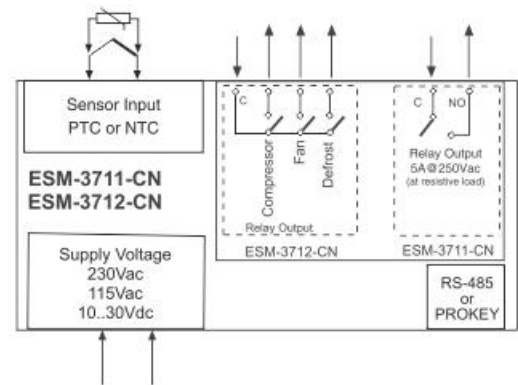 Sensor Input
PTC or NTC
ESM-3711-CN
ESM-3712-CN
Supply Voltage
230Vac
115Vac
10..30Vdc
C
Compressor
Fan
Defrost
Relay Output
ESM-3712-CN
C NO
Relay Output
5A@250Vac
(at resistive load)
ESM-3711-CN
RS-485
or
PROKEY